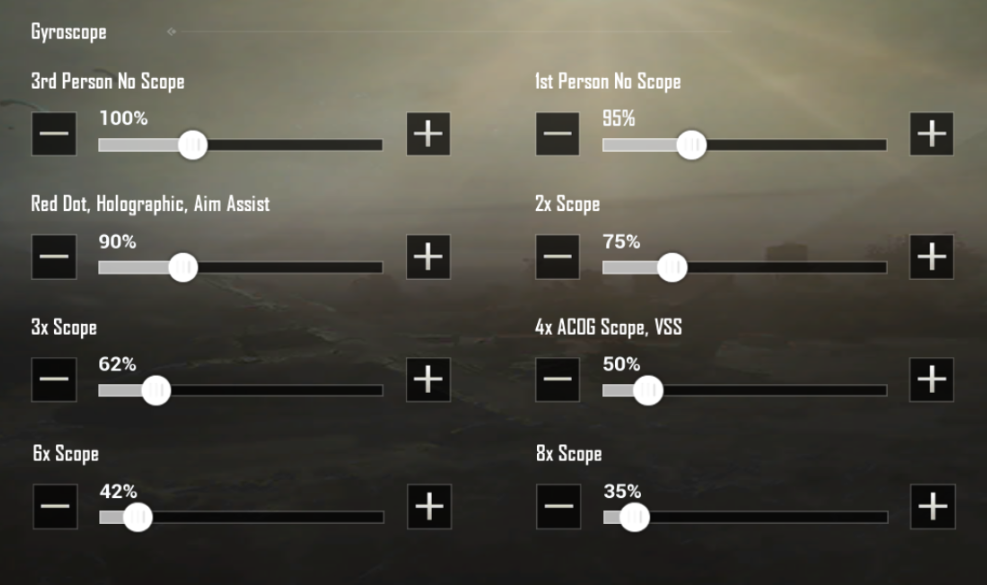 Gyroscope
3rd Person No Scope
1st Person No Scope
100%
95%
Red Dot, Holographic, Aim Assist
2x Scope
90%
75%
3x Scope
4x ACOG Scope, VSS
62%
50%
6x Scope
8x Scope
42%
35%